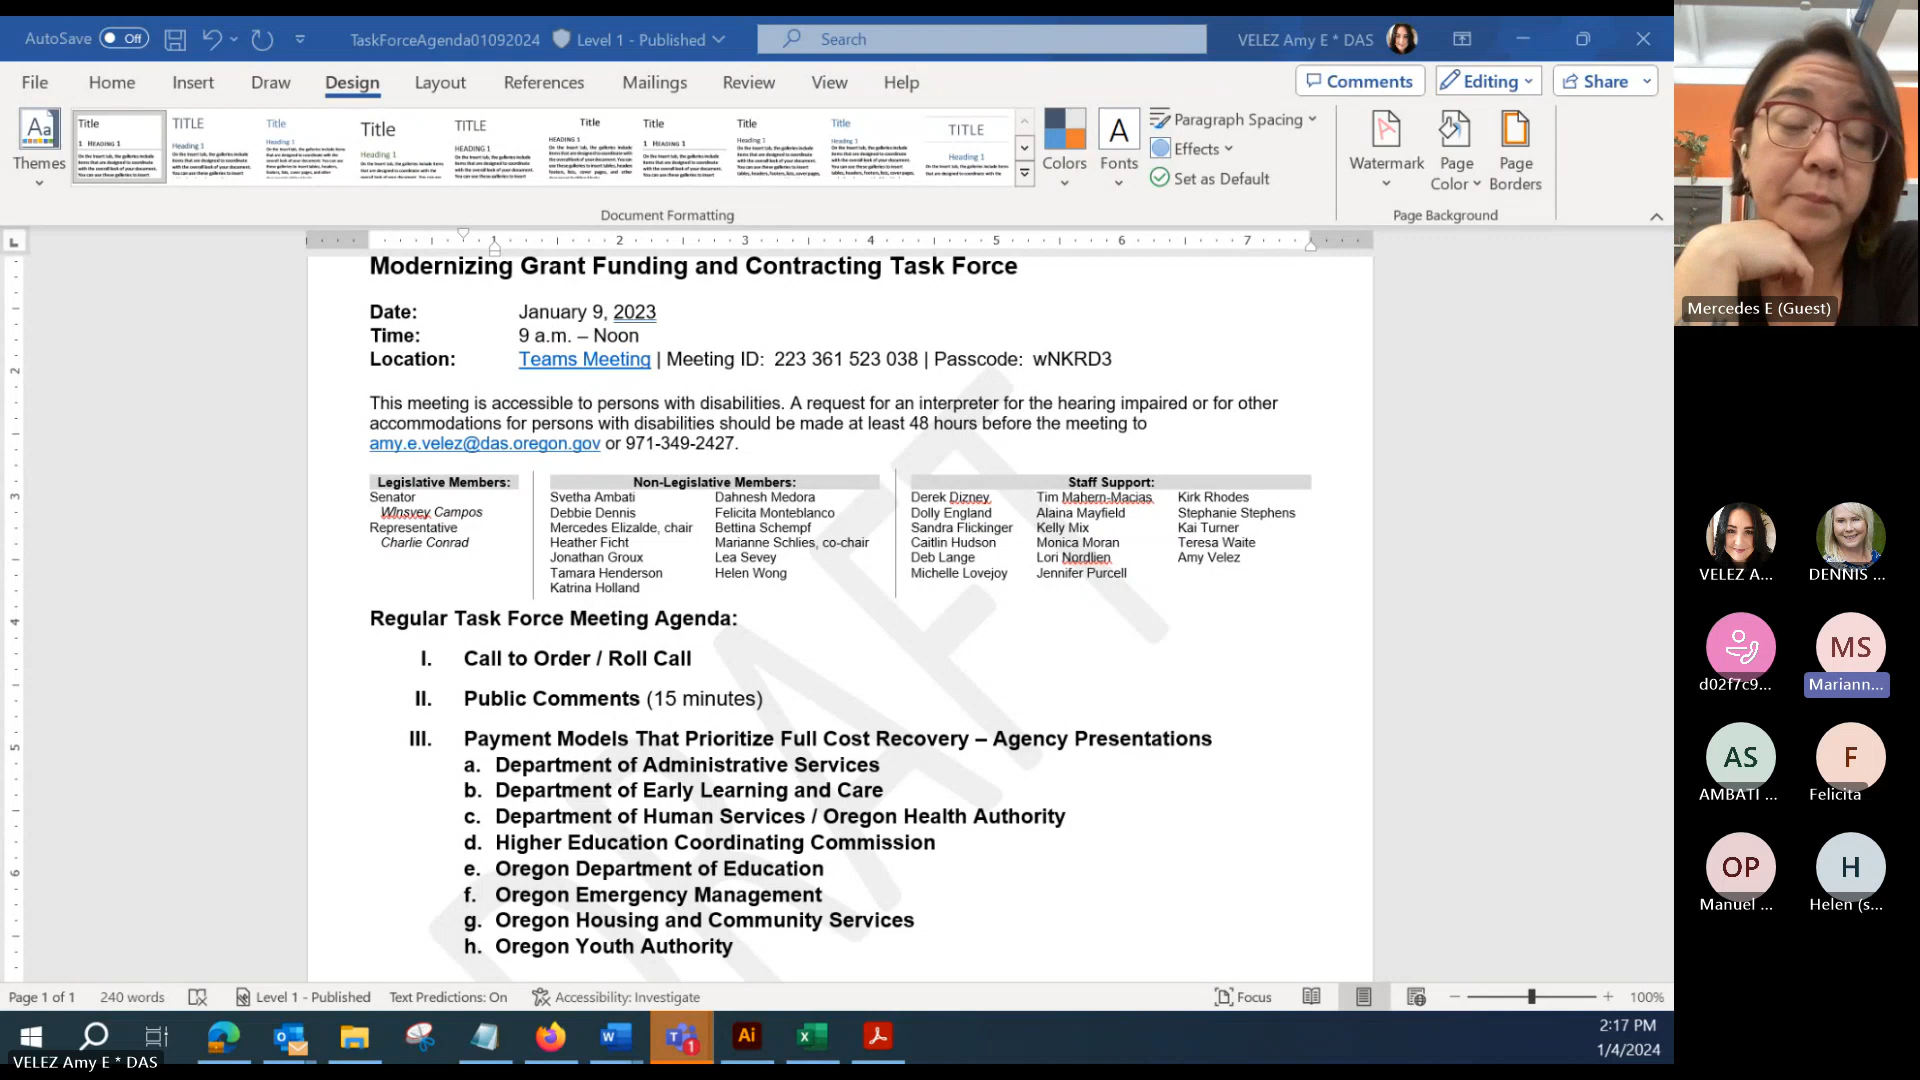 AutoSave Off TaskForceAgenda01092024 Level 1 - Published Search VELEZ Amy E * DAS
File Home Insert Draw Design Layout References Mailings Review View Help Comments Editing Share
Themes
Colors
Fonts
Paragraph Spacing
Effects
Set as Default
Watermark
Page Color
Page Borders
Document Formatting
Page Background
Modernizing Grant Funding and Contracting Task Force
Date: January 9, 2023
Time: 9 a.m. – Noon
Location: Teams Meeting | Meeting ID: 223 361 523 038 | Passcode: wNKRD3
This meeting is accessible to persons with disabilities. A request for an interpreter for the hearing impaired or for other
accommodations for persons with disabilities should be made at least 48 hours before the meeting to
amy.e.velez@das.oregon.gov or 971-349-2427.
Legislative Members:
Senator
WInsvey Campos
Representative
Charlie Conrad
Non-Legislative Members:
Svetha Ambati
Debbie Dennis
Mercedes Elizalde, chair
Heather Ficht
Jonathan Groux
Tamara Henderson
Katrina Holland
Dahnesh Medora
Felicita Monteblanco
Bettina Schempf
Marianne Schlies, co-chair
Lea Sevey
Helen Wong
Staff Support:
Derek Dizney
Dolly England
Sandra Flickinger
Caitlin Hudson
Deb Lange
Michelle Lovejoy
Tim Mahern-Macias
Alaina Mayfield
Kelly Mix
Monica Moran
Lori Nordlien
Jennifer Purcell
Kirk Rhodes
Stephanie Stephens
Kai Turner
Teresa Waite
Amy Velez
Regular Task Force Meeting Agenda:
I. Call to Order / Roll Call
II. Public Comments (15 minutes)
III. Payment Models That Prioritize Full Cost Recovery – Agency Presentations
a. Department of Administrative Services
b. Department of Early Learning and Care
c. Department of Human Services / Oregon Health Authority
d. Higher Education Coordinating Commission
e. Oregon Department of Education
f. Oregon Emergency Management
g. Oregon Housing and Community Services
h. Oregon Youth Authority
DRAFT
Page 1 of 1 240 words Level 1 - Published Text Predictions: On Accessibility: Investigate Focus 100%
2:17 PM
1/4/2024
VELEZ Amy E * DAS
Mercedes E (Guest)
VELEZ A...
DENNIS ...
d02f7c9...
MS
Mariann...
AS
AMBATI ...
F
Felicita
OP
Manuel ...
H
Helen (s...